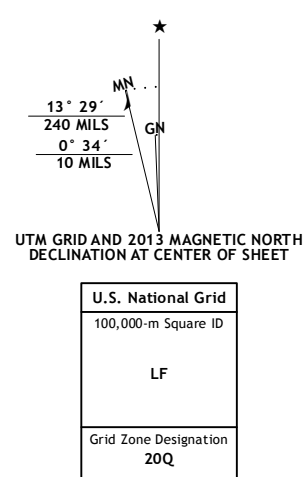 ★
MN
GN
13° 29´
240 MILS
0° 34´
10 MILS
UTM GRID AND 2013 MAGNETIC NORTH
DECLINATION AT CENTER OF SHEET
U.S. National Grid
100,000-m Square ID
LF
Grid Zone Designation
20Q